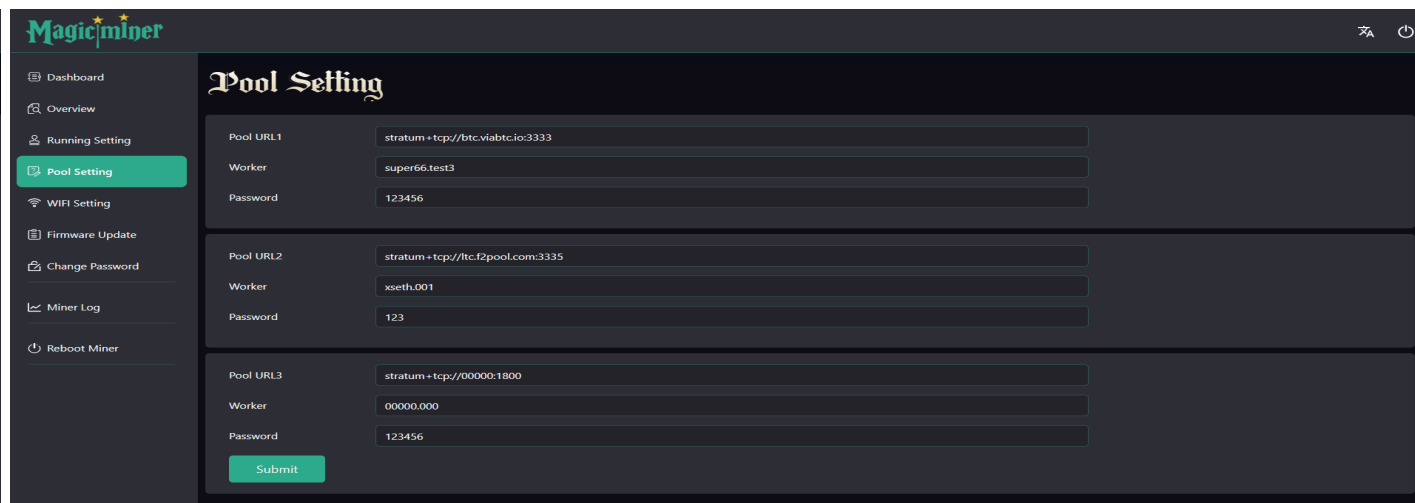 Magicminer
Dashboard
Overview
Running Setting
Pool Setting
WIFI Setting
Firmware Update
Change Password
Miner Log
Reboot Miner
Pool Setting
Pool URL1 stratum+tcp://btc.viabtc.io:3333
Worker super66.test3
Password 123456
Pool URL2 stratum+tcp://ltc.f2pool.com:3335
Worker xseth.001
Password 123
Pool URL3 stratum+tcp://00000:1800
Worker 00000.000
Password 123456
Submit